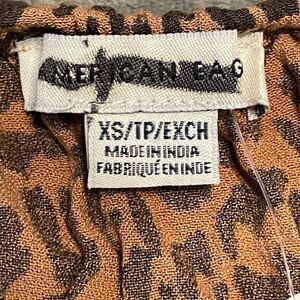 MERICAN EAG
XS/TP/EXCH
MADE IN INDIA
FABRIQUÉ EN INDE